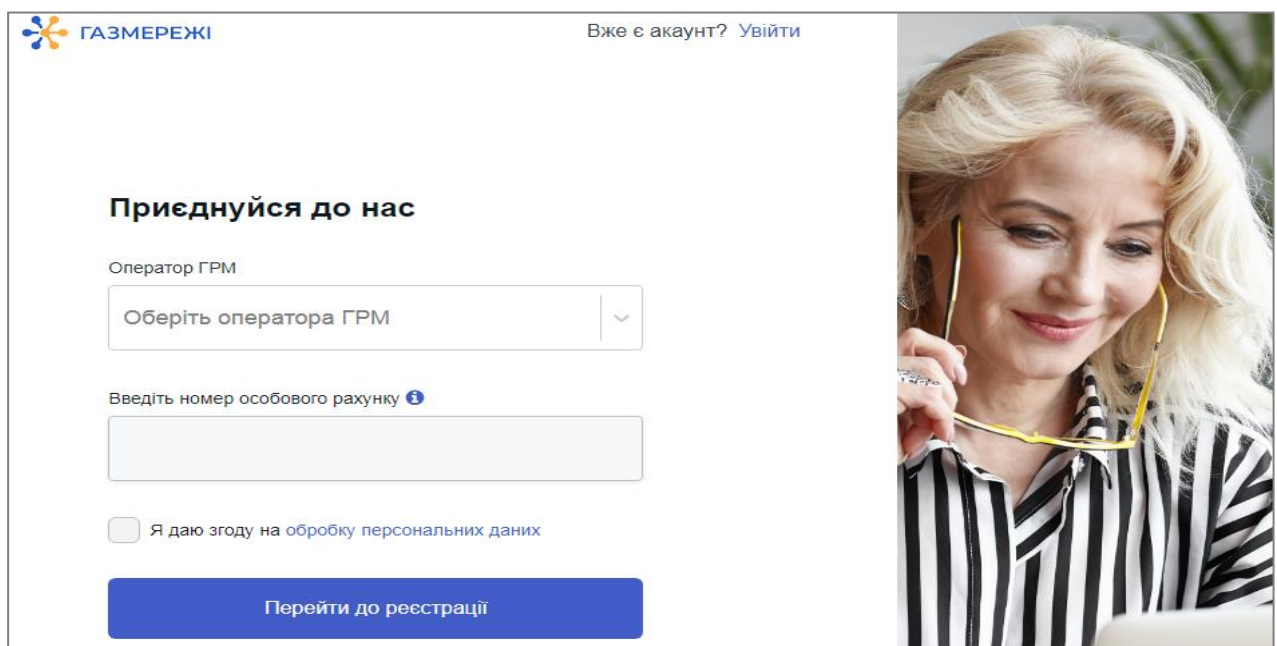 ГАЗМЕРЕЖІ
Вже є акаунт? Увійти
Приєднуйся до нас
Оператор ГРМ
Оберіть оператора ГРМ
Введіть номер особового рахунку
Я даю згоду на обробку персональних даних
Перейти до реєстрації